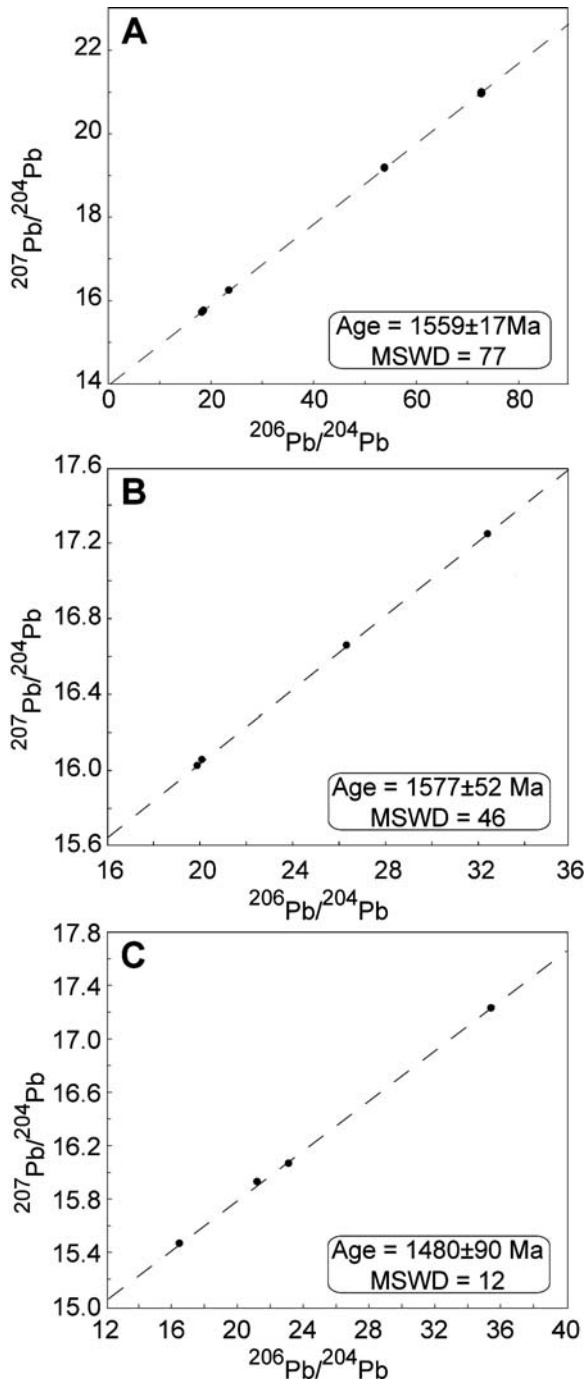 A
22
20
18
16
14
0
20
40
60
80
²⁰⁷Pb/²⁰⁴Pb
²⁰⁶Pb/²⁰⁴Pb
Age = 1559±17Ma
MSWD = 77
B
17.6
17.2
16.8
16.4
16.0
15.6
16
20
24
28
32
36
²⁰⁷Pb/²⁰⁴Pb
²⁰⁶Pb/²⁰⁴Pb
Age = 1577±52 Ma
MSWD = 46
C
17.8
17.4
17.0
16.6
16.2
15.8
15.4
15.0
12
16
20
24
28
32
36
40
²⁰⁷Pb/²⁰⁴Pb
²⁰⁶Pb/²⁰⁴Pb
Age = 1480±90 Ma
MSWD = 12